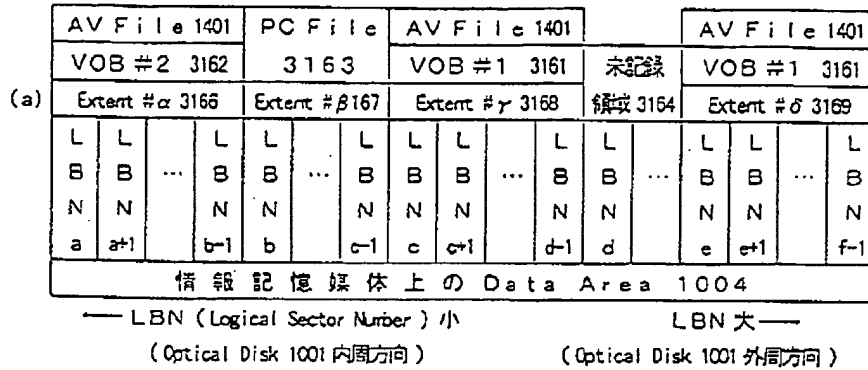 AV File 1401 PC File AV File 1401 AV File 1401
VOB #2 3162 3163 VOB #1 3161 未記録 VOB #1 3161
(a) Extent #α 3166 Extent #β167 Extent #γ 3168 領域 3164 Extent #δ 3169
L L L L L L L L L L L L
B B … B B … B B B … B B … B B … B
N N N N N N N N N N N N
a a+1 b-1 b c-1 c c+1 d-1 d e e+1 f-1
情報記憶媒体上の Data Area 1004
← LBN (Logical Sector Number) 小 LBN 大 →
(Optical Disk 1001 内周方向) (Optical Disk 1001 外周方向)